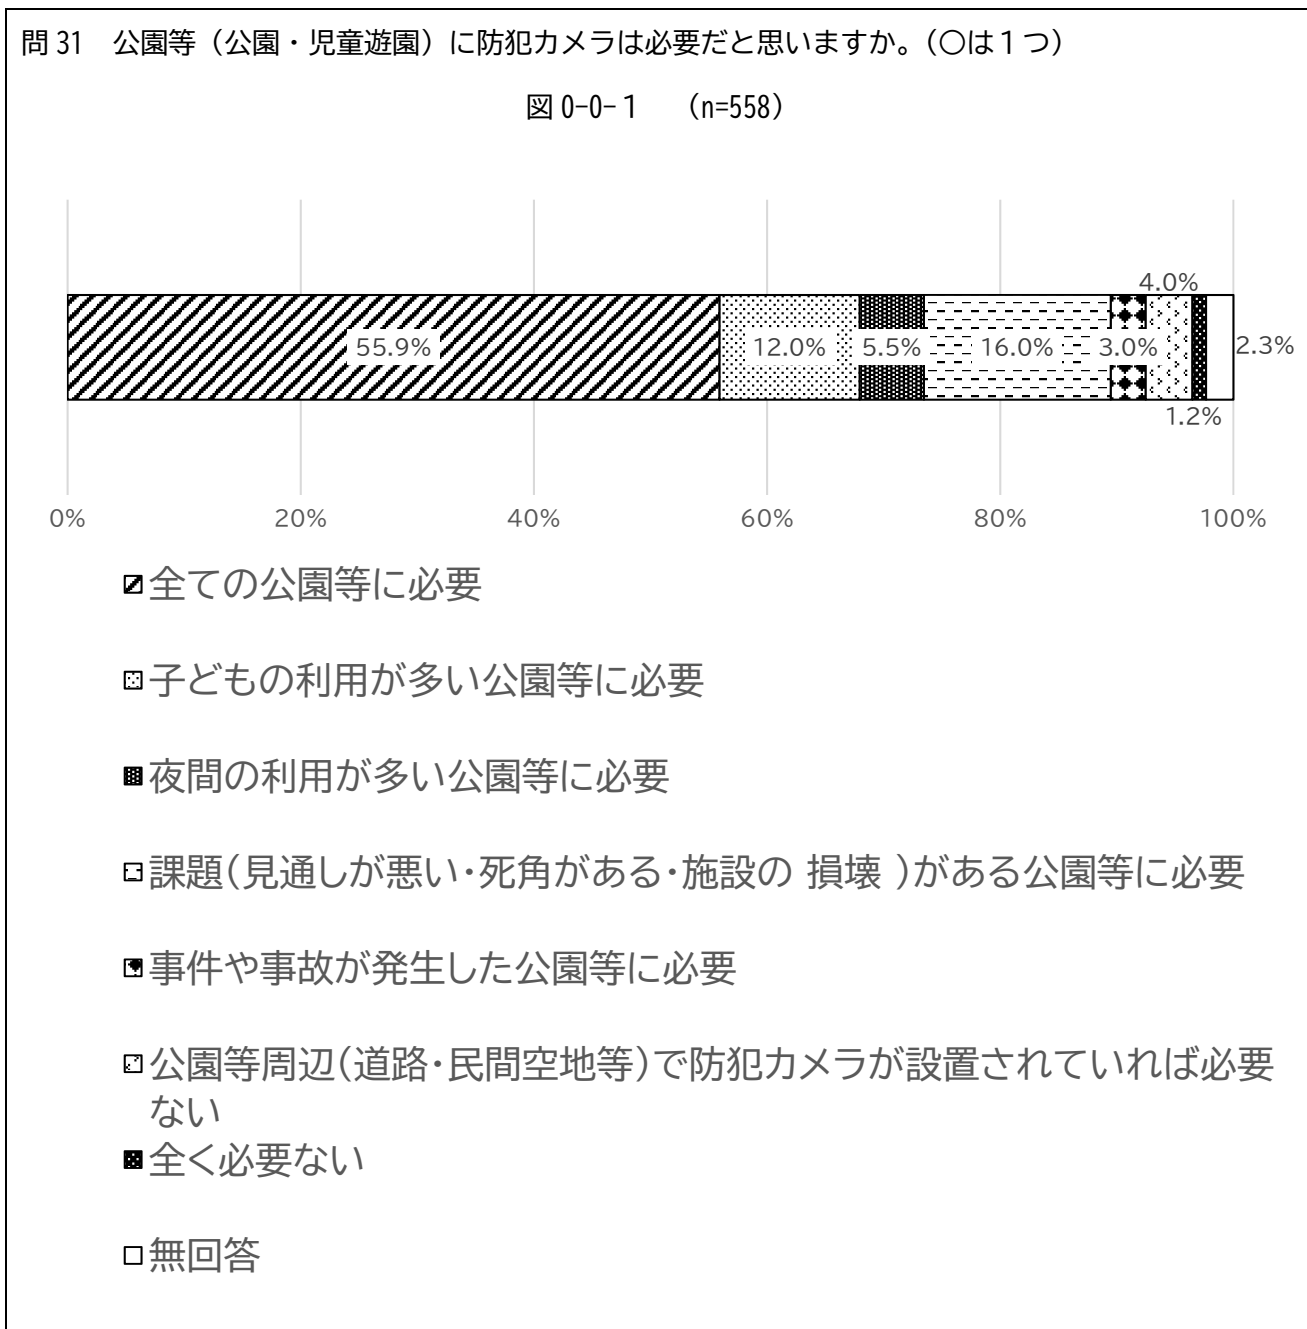 問31 公園等（公園・児童遊園）に防犯カメラは必要だと思いますか。（○は１つ）
図 0-0-１ （n=558）
4.0%
55.9% 12.0% 5.5% 16.0% 3.0% 2.3%
1.2%
0% 20% 40% 60% 80% 100%
全ての公園等に必要
子どもの利用が多い公園等に必要
夜間の利用が多い公園等に必要
課題(見通しが悪い・死角がある・施設の 損壊 )がある公園等に必要
事件や事故が発生した公園等に必要
公園等周辺(道路・民間空地等)で防犯カメラが設置されていれば必要
ない
全く必要ない
無回答